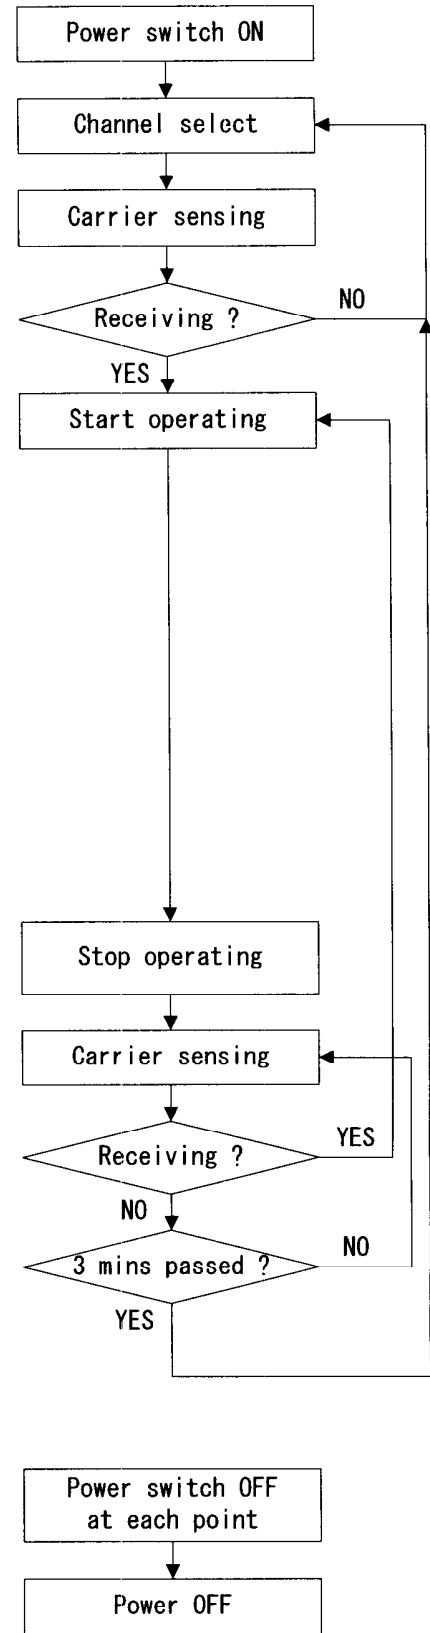 Power switch ON
Channel select
Carrier sensing
Receiving ?
NO
YES
Start operating
Stop operating
Carrier sensing
Receiving ?
YES
NO
3 mins passed ?
NO
YES
Power switch OFF
at each point
Power OFF